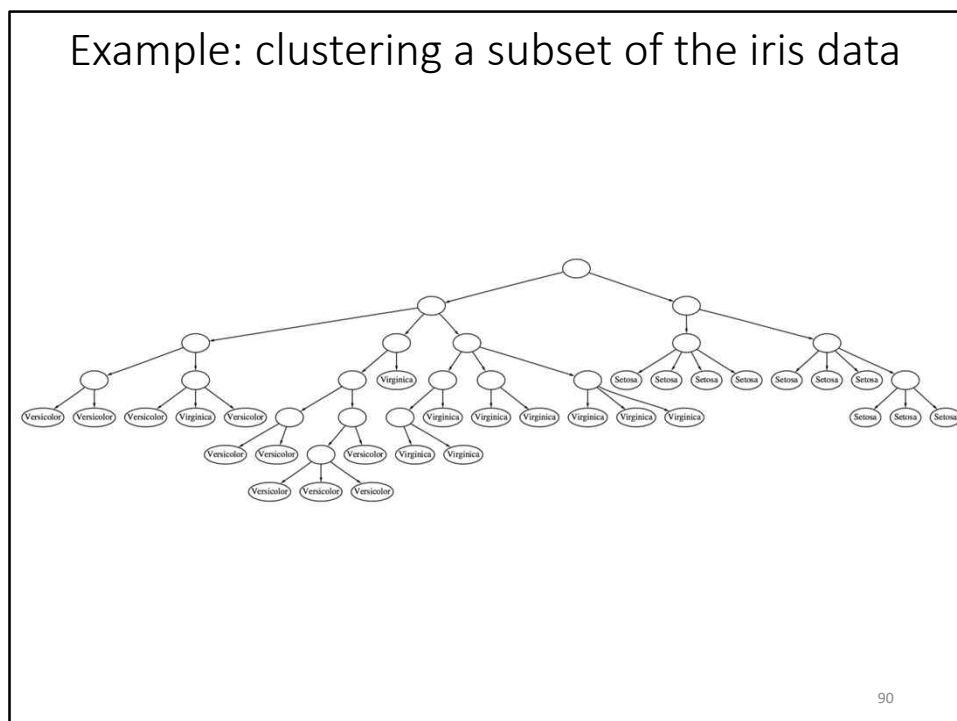 Example: clustering a subset of the iris data
Virginica Setosa Setosa Setosa Setosa Setosa Setosa Setosa
Versicolor Versicolor Versicolor Virginica Versicolor Virginica Virginica Virginica Virginica Virginica Virginica Setosa Setosa Setosa
Versicolor Versicolor Versicolor Virginica Virginica
Versicolor Versicolor Versicolor
90